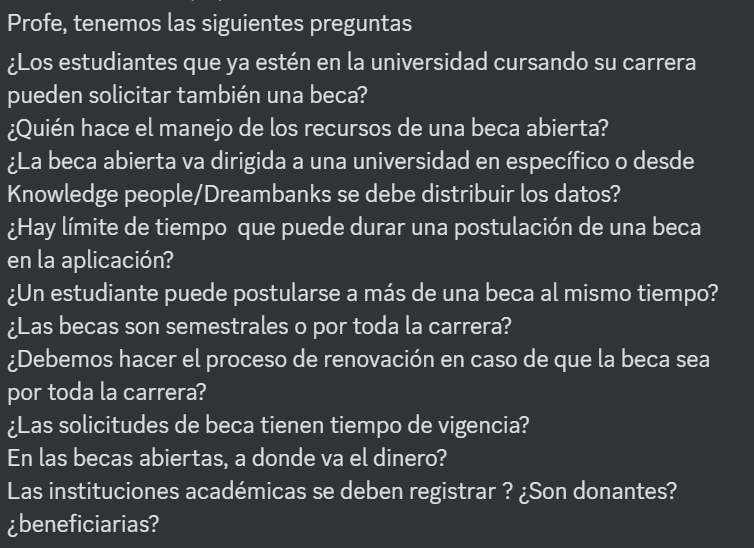 Profe, tenemos las siguientes preguntas
¿Los estudiantes que ya estén en la universidad cursando su carrera
pueden solicitar también una beca?
¿Quién hace el manejo de los recursos de una beca abierta?
¿La beca abierta va dirigida a una universidad en específico o desde
Knowledge people/Dreambanks se debe distribuir los datos?
¿Hay límite de tiempo  que puede durar una postulación de una beca
en la aplicación?
¿Un estudiante puede postularse a más de una beca al mismo tiempo?
¿Las becas son semestrales o por toda la carrera?
¿Debemos hacer el proceso de renovación en caso de que la beca sea
por toda la carrera?
¿Las solicitudes de beca tienen tiempo de vigencia?
En las becas abiertas, a donde va el dinero?
Las instituciones académicas se deben registrar ? ¿Son donantes?
¿beneficiarias?